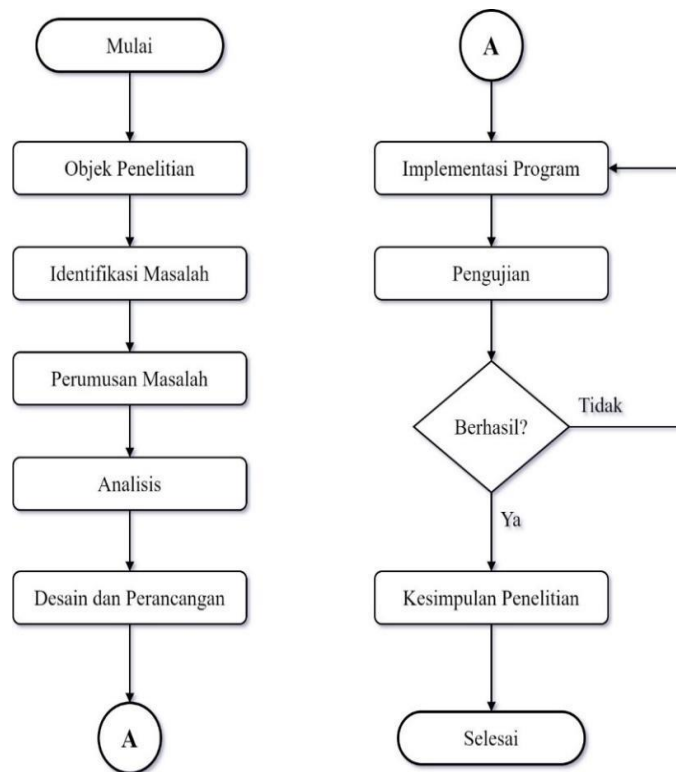 Mulai
Objek Penelitian
Identifikasi Masalah
Perumusan Masalah
Analisis
Desain dan Perancangan
A
A
Implementasi Program
Pengujian
Berhasil?
Tidak
Ya
Kesimpulan Penelitian
Selesai